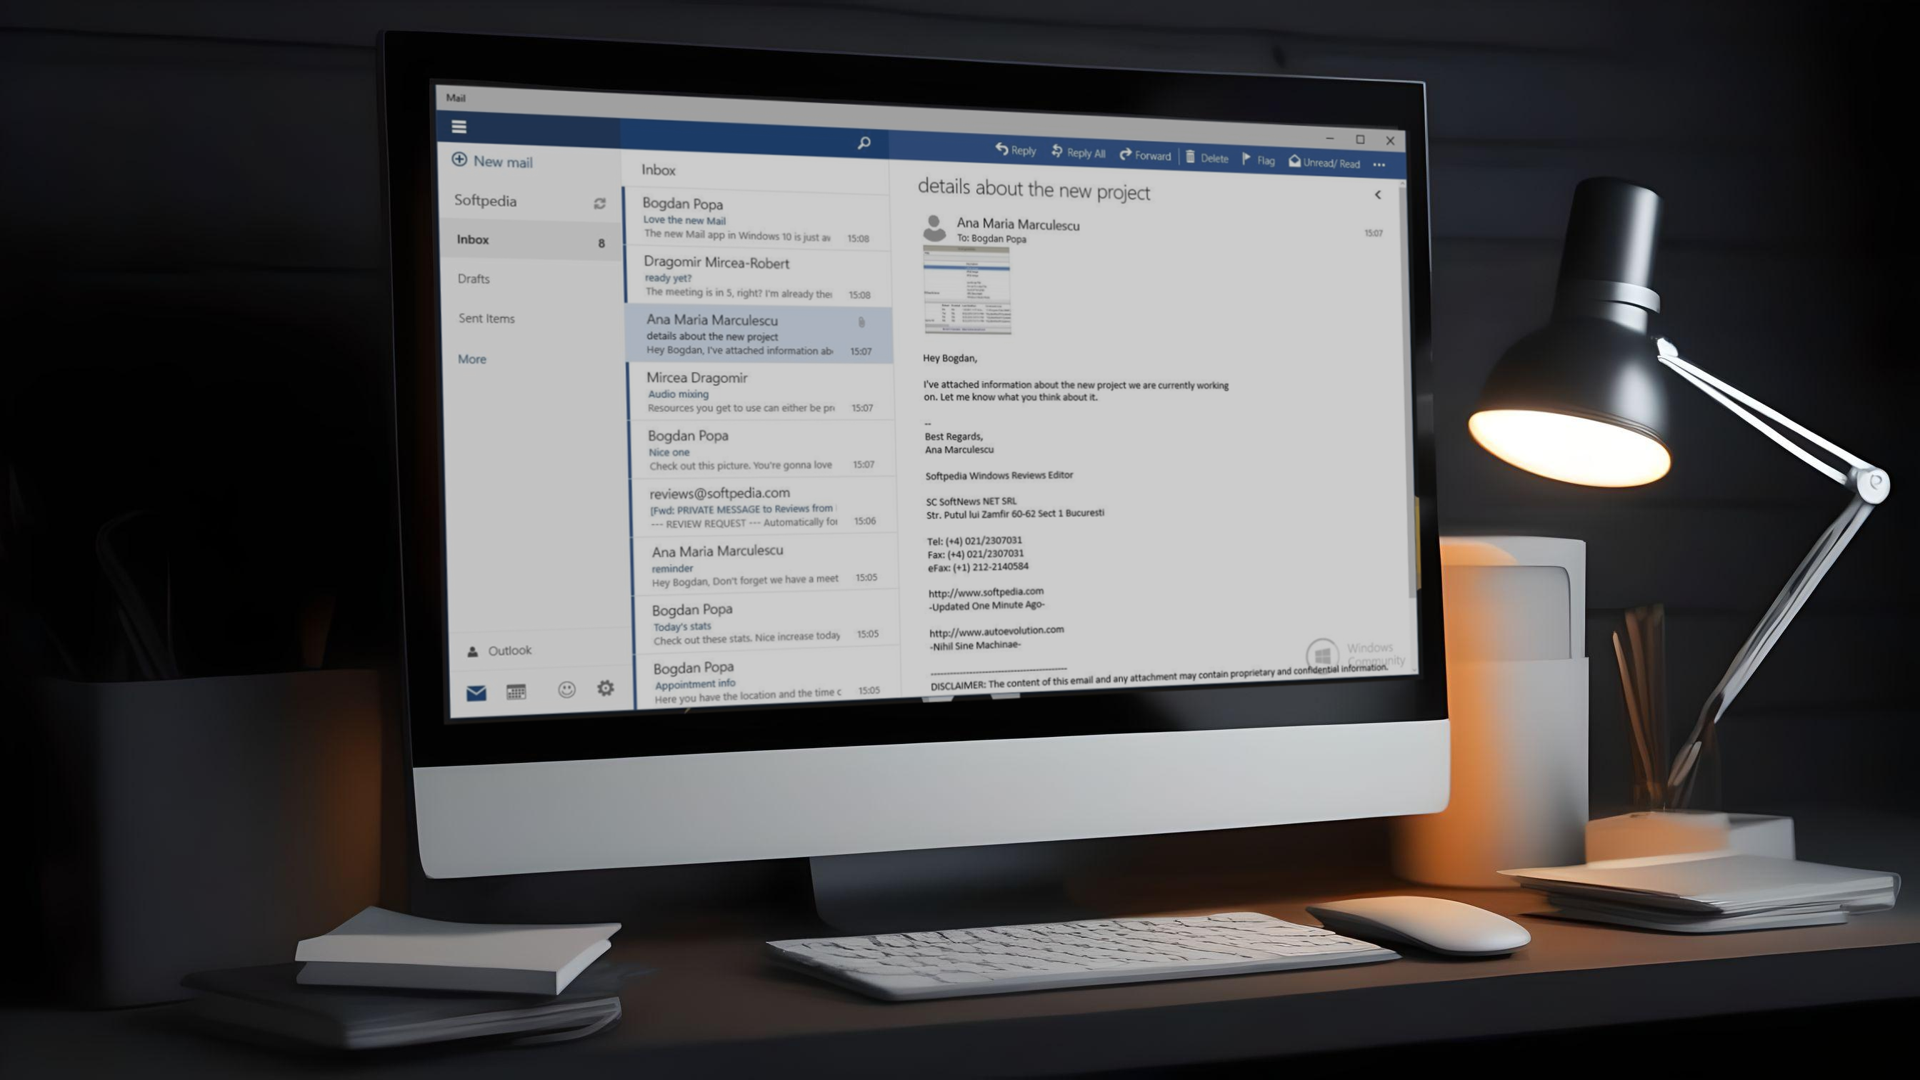 Mail
New mail
Softpedia
Inbox 8
Drafts
Sent Items
More
Outlook
Inbox
Bogdan Popa
Love the new Mail
The new Mail app in Windows 10 is just 15:08
Dragomir Mircea-Robert
ready yet?
The meeting is in 5, right? I'm already 15:08
Ana Maria Marculescu
details about the new project
Hey Bogdan, I've attached information 15:07
Mircea Dragomir
Audio mixing
Resources you get to use can either be 15:07
Bogdan Popa
Nice one
Check out this picture. You're gonna love 15:07
reviews@softpedia.com
[Fwd: PRIVATE MESSAGE to Reviews from
--- REVIEW REQUEST --- Automatically 15:06
Ana Maria Marculescu
reminder
Hey Bogdan, Don't forget we have a meet 15:05
Bogdan Popa
Today's stats
Check out these stats. Nice increase today 15:05
Bogdan Popa
Appointment info
Here you have the location and the time c 15:05
Reply Reply All Forward Delete Flag Unread/ Read
details about the new project
Ana Maria Marculescu
To: Bogdan Popa
15:07
Hey Bogdan,
I've attached information about the new project we are currently working
on. Let me know what you think about it.
--
Best Regards,
Ana Marculescu
Softpedia Windows Reviews Editor
SC SoftNews NET SRL
Str. Putul lui Zamfir 60-62 Sect 1 Bucuresti
Tel: (+4) 021/2307031
Fax: (+4) 021/2307031
eFax: (+1) 212-2140584
http://www.softpedia.com
-Updated One Minute Ago-
http://www.autoevolution.com
-Nihil Sine Machinae-
Windows
Community
DISCLAIMER: The content of this email and any attachment may contain proprietary and confidential information.